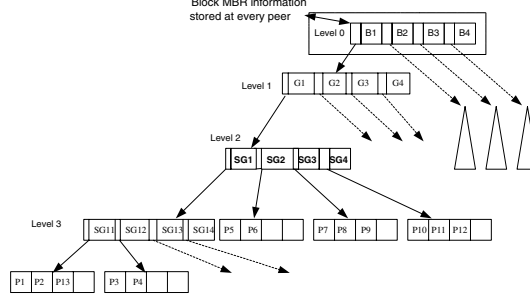 Block MBR information
stored at every peer
Level 0
B1 B2 B3 B4
Level 1
G1 G2 G3 G4
Level 2
SG1 SG2 SG3 SG4
Level 3
SG11 SG12 SG13 SG14
P5 P6
P7 P8 P9
P10 P11 P12
P1 P2 P13
P3 P4